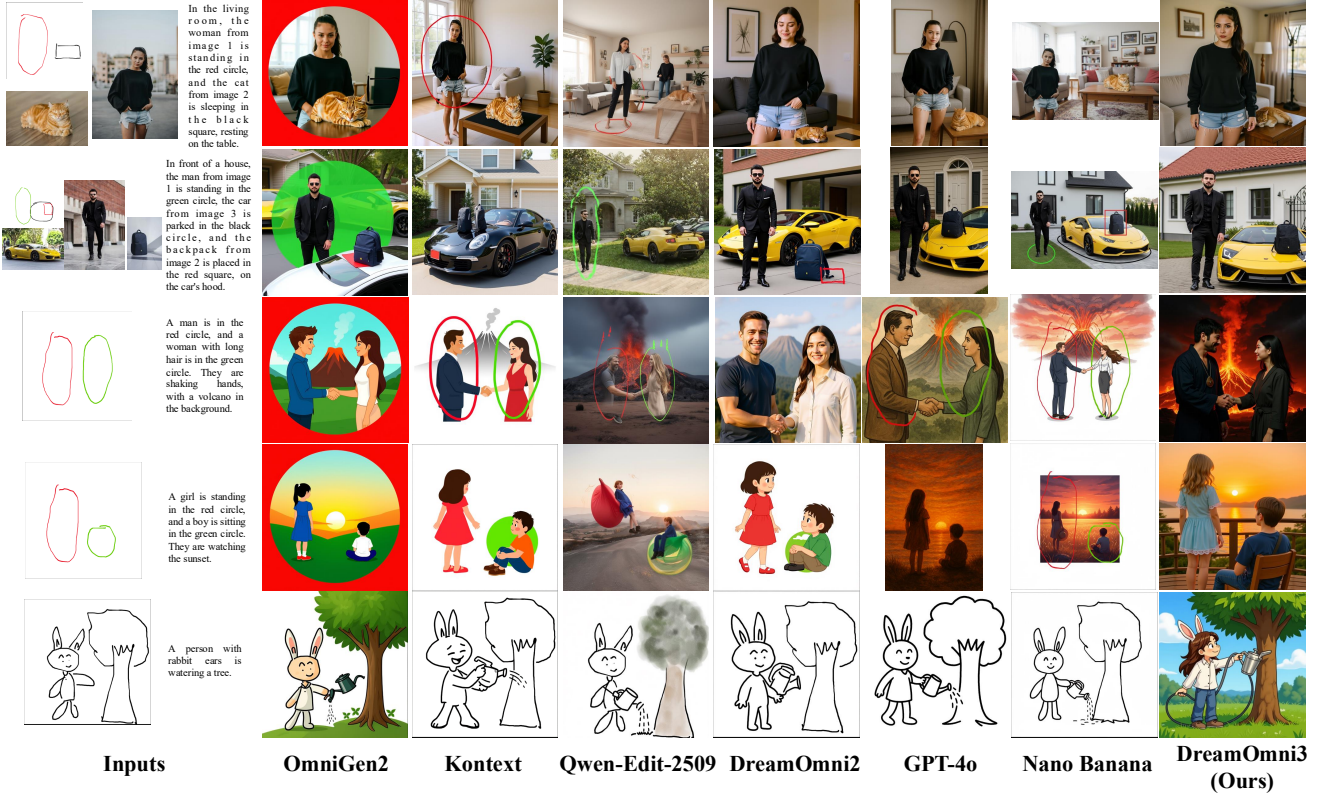 In the living
room, the
woman from
image 1 is
standing in
the red circle,
and the cat
from image 2
is sleeping in
the black
square, resting
on the table.
In front of a house,
the man from image
1 is standing in the
green circle, the car
from image 3 is
parked in the black
circle, and the
backpack from
image 2 is placed in
the red square, on
the car's hood.
A man is in the
red circle, and a
woman with long
hair is in the green
circle. They are
shaking hands,
with a volcano in
the background.
A girl is standing
in the red circle,
and a boy is sitting
in the green circle.
They are watching
the sunset.
A person with
rabbit ears is
watering a tree.
Inputs
OmniGen2
Kontext
Qwen-Edit-2509
DreamOmni2
GPT-4o
Nano Banana
DreamOmni3
(Ours)